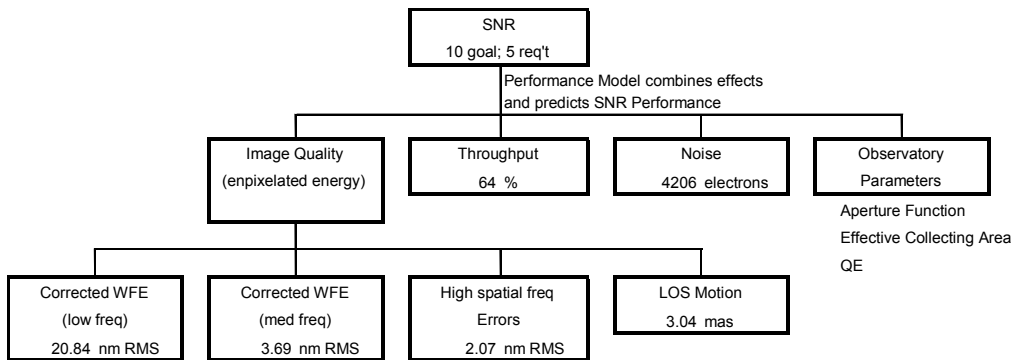 SNR
10 goal; 5 req't
Performance Model combines effects
and predicts SNR Performance
Image Quality
(enpixelated energy)
Throughput
64 %
Noise
4206 electrons
Observatory
Parameters
Aperture Function
Effective Collecting Area
QE
Corrected WFE
(low freq)
20.84 nm RMS
Corrected WFE
(med freq)
3.69 nm RMS
High spatial freq
Errors
2.07 nm RMS
LOS Motion
3.04 mas